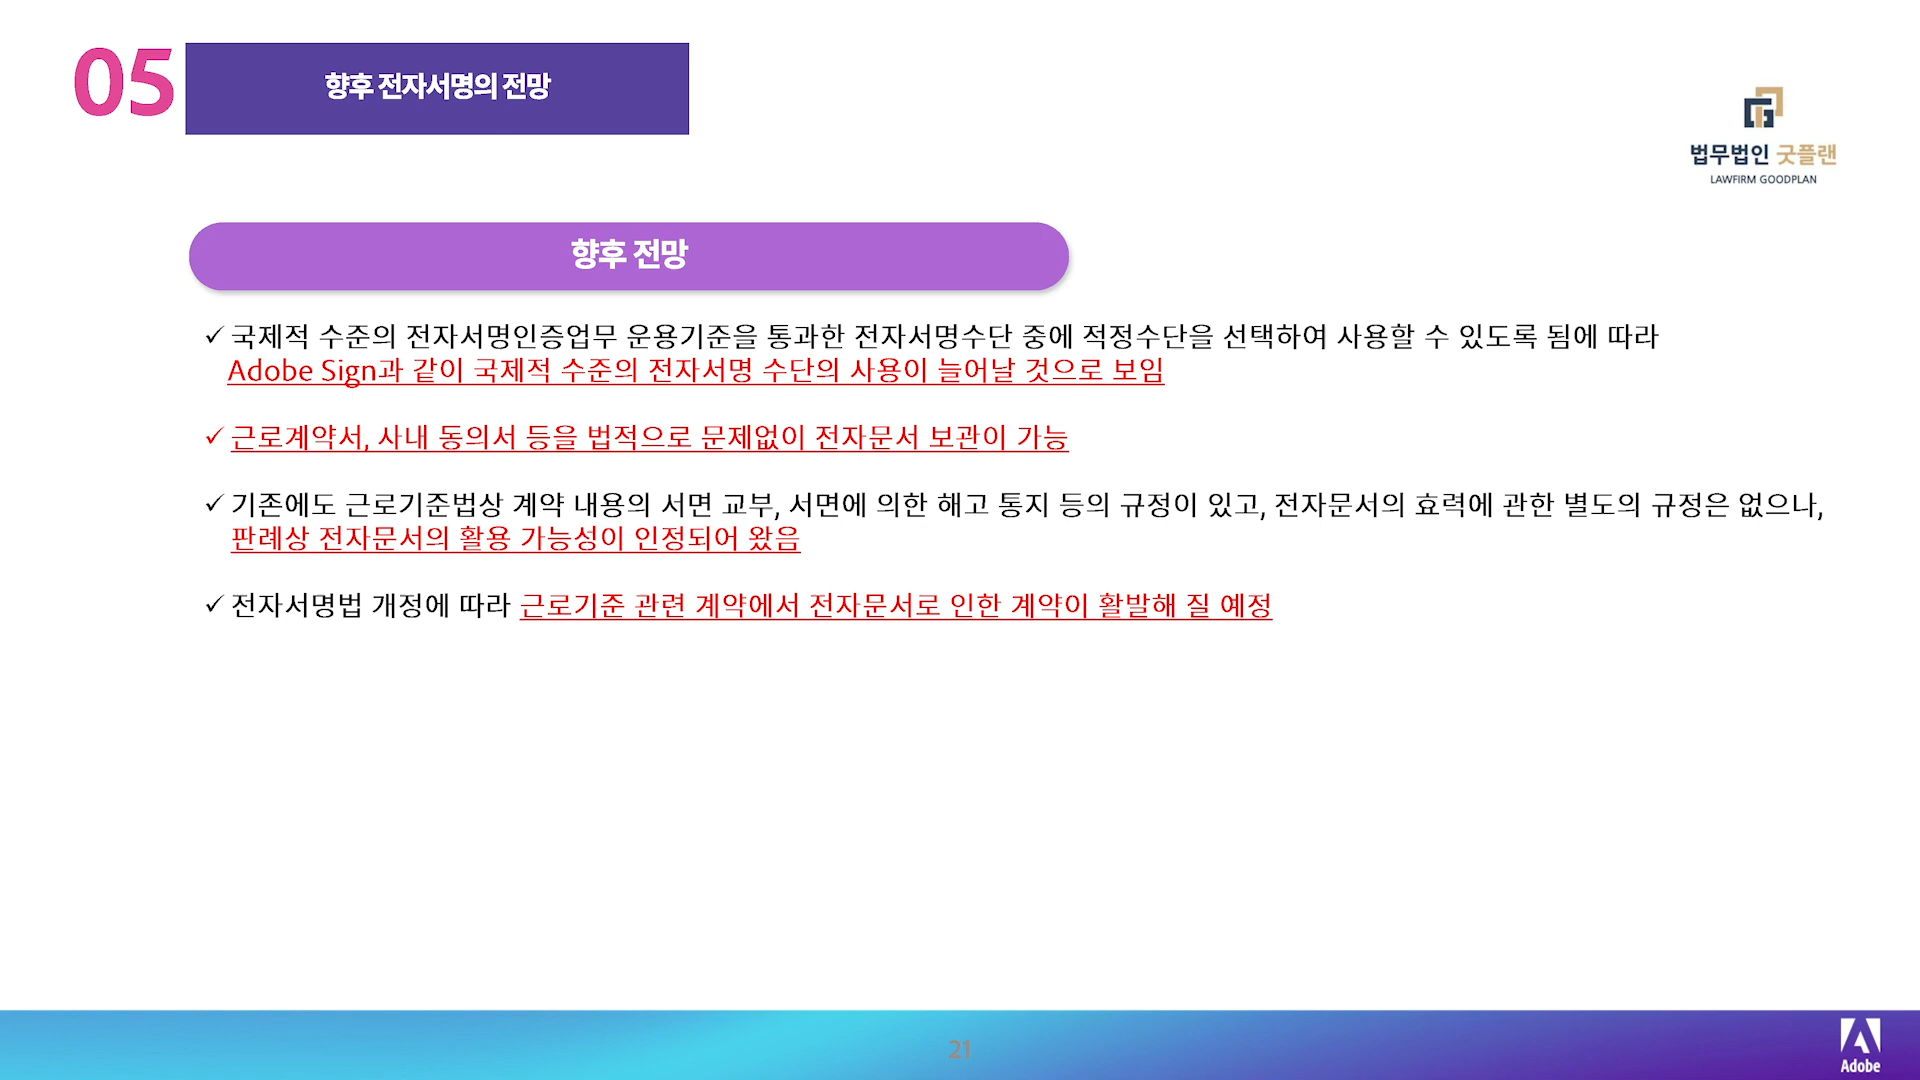 05
향후 전자서명의 전망
법무법인 굿플랜
LAWFIRM GOODPLAN
향후 전망
✓ 국제적 수준의 전자서명인증업무 운용기준을 통과한 전자서명수단 중에 적정수단을 선택하여 사용할 수 있도록 됨에 따라
Adobe Sign과 같이 국제적 수준의 전자서명 수단의 사용이 늘어날 것으로 보임
✓ 근로계약서, 사내 동의서 등을 법적으로 문제없이 전자문서 보관이 가능
✓ 기존에도 근로기준법상 계약 내용의 서면 교부, 서면에 의한 해고 통지 등의 규정이 있고, 전자문서의 효력에 관한 별도의 규정은 없으나,
판례상 전자문서의 활용 가능성이 인정되어 왔음
✓ 전자서명법 개정에 따라 근로기준 관련 계약에서 전자문서로 인한 계약이 활발해 질 예정
21
Adobe